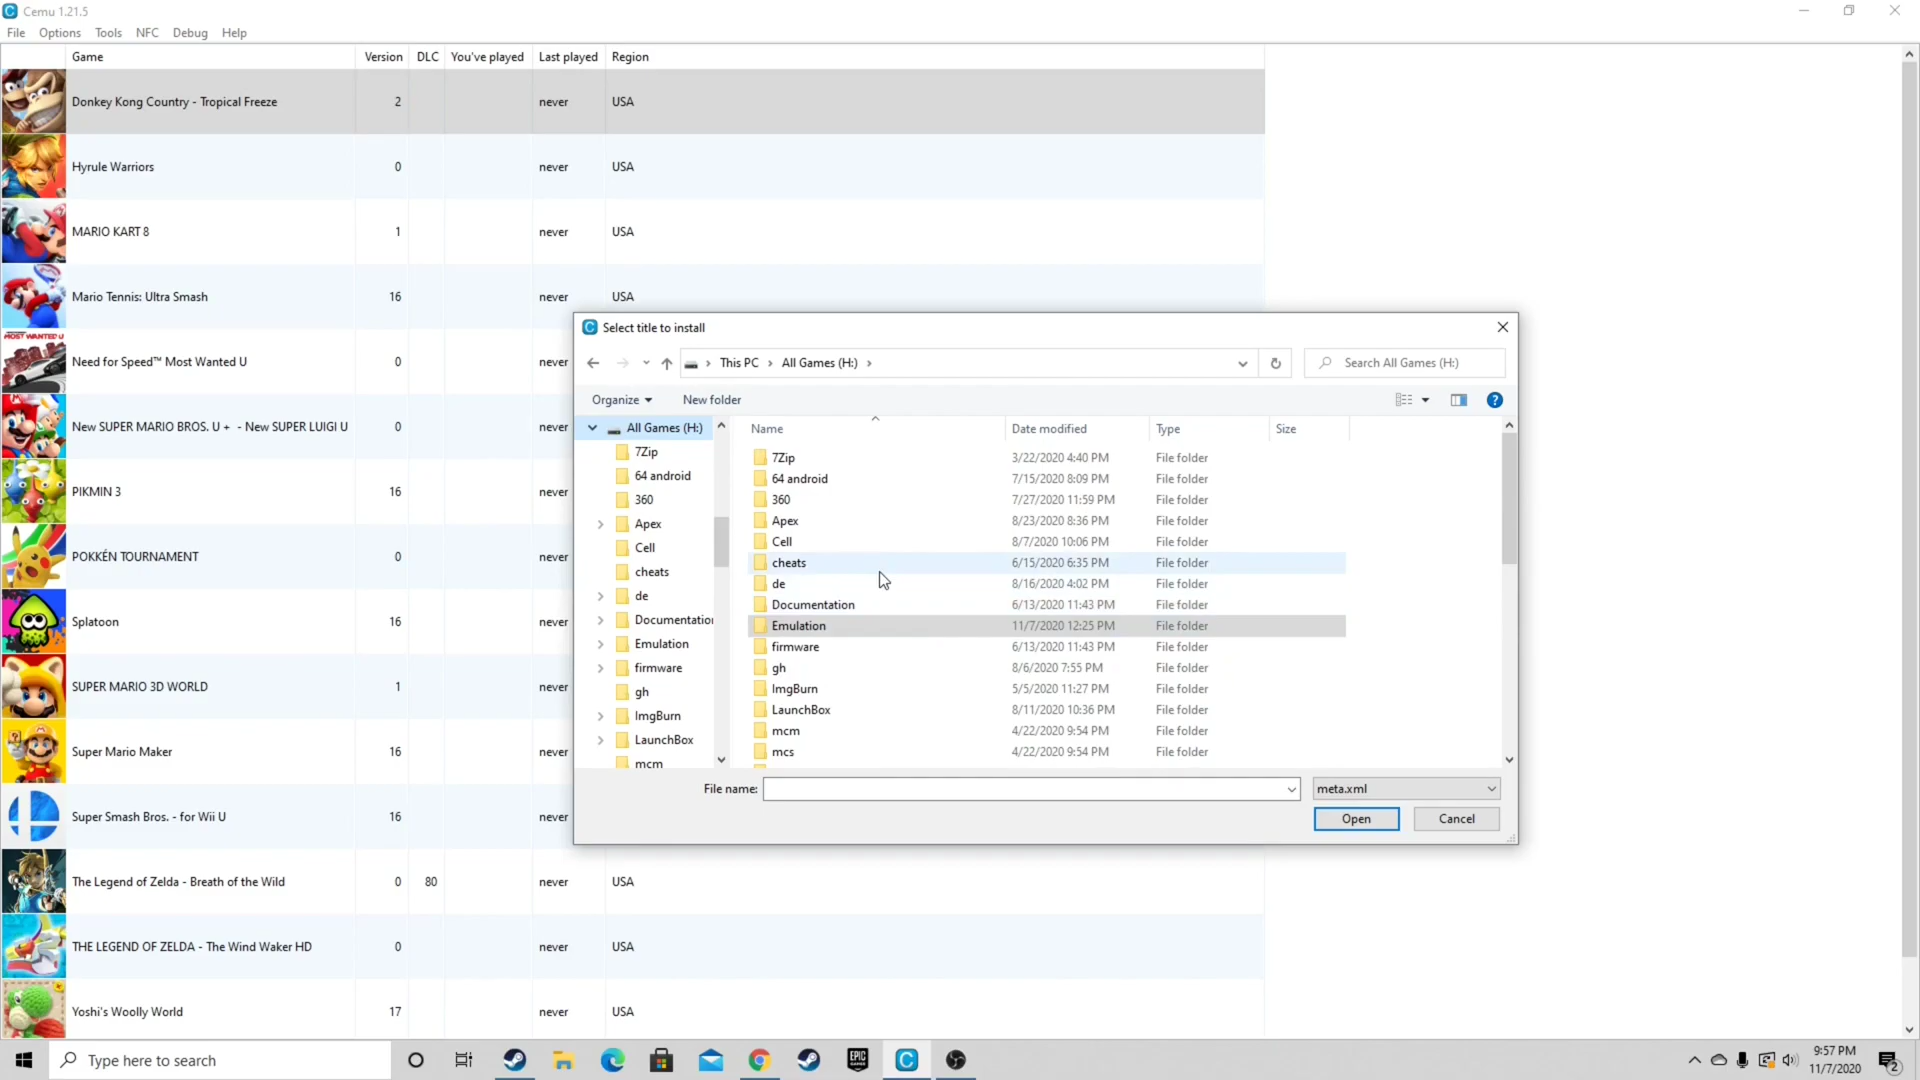 Cemu 1.21.5
File Options Tools NFC Debug Help
Game Version DLC You've played Last played Region
Donkey Kong Country - Tropical Freeze 2 never USA
Hyrule Warriors 0 never USA
MARIO KART 8 1 never USA
Mario Tennis: Ultra Smash 16 never USA
MOST WANTED U
Need for Speed™ Most Wanted U 0 never
New SUPER MARIO BROS. U + - New SUPER LUIGI U 0 never
PIKMIN 3 16 never
POKKÉN TOURNAMENT 0 never
Splatoon 16 never
SUPER MARIO 3D WORLD 1 never
Super Mario Maker 16 never
Super Smash Bros. - for Wii U 16 never
The Legend of Zelda - Breath of the Wild 0 80 never USA
THE LEGEND OF ZELDA - The Wind Waker HD 0 never USA
Yoshi's Woolly World 17 never USA
Select title to install
This PC › All Games (H:) ›
Search All Games (H:)
Organize New folder
All Games (H:)
7Zip
64 android
360
Apex
Cell
cheats
de
Documentation
Emulation
firmware
gh
ImgBurn
LaunchBox
mcm
Name Date modified Type Size
7Zip 3/22/2020 4:40 PM File folder
64 android 7/15/2020 8:09 PM File folder
360 7/27/2020 11:59 PM File folder
Apex 8/23/2020 8:36 PM File folder
Cell 8/7/2020 10:06 PM File folder
cheats 6/15/2020 6:35 PM File folder
de 8/16/2020 4:02 PM File folder
Documentation 6/13/2020 11:43 PM File folder
Emulation 11/7/2020 12:25 PM File folder
firmware 6/13/2020 11:43 PM File folder
gh 8/6/2020 7:55 PM File folder
ImgBurn 5/5/2020 11:27 PM File folder
LaunchBox 8/11/2020 10:36 PM File folder
mcm 4/22/2020 9:54 PM File folder
mcs 4/22/2020 9:54 PM File folder
File name: meta.xml
Open Cancel
Type here to search
EPIC GAMES
9:57 PM
11/7/2020
2